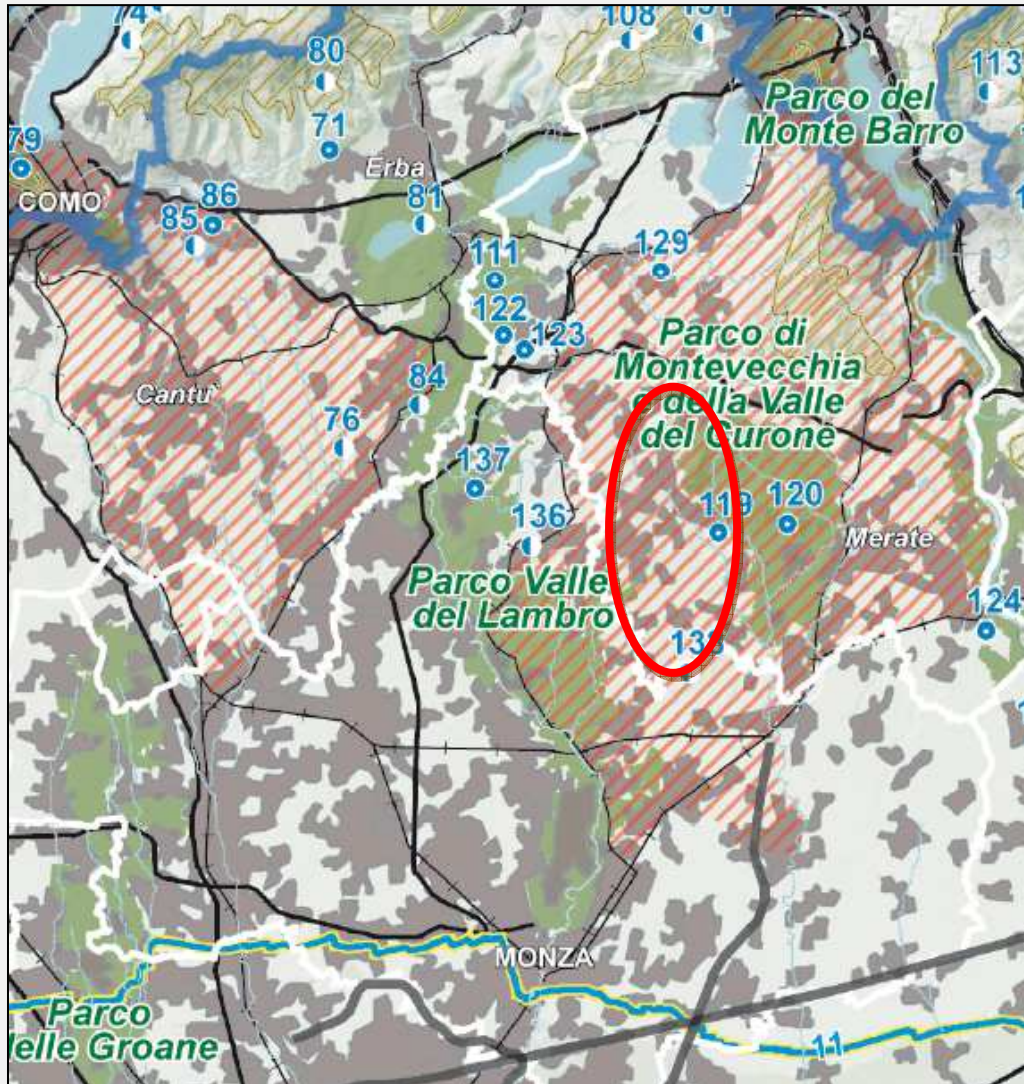 74
108
131
80
113
Parco del
Monte Barro
79
71
Erba
COMO
86
85
81
129
111
122
123
Parco di
Montevecchia
e della Valle
del Curone
Cantu'
84
76
137
119
120
136
Merate
Parco Valle
del Lambro
124
MONZA
Parco
delle Groane
11